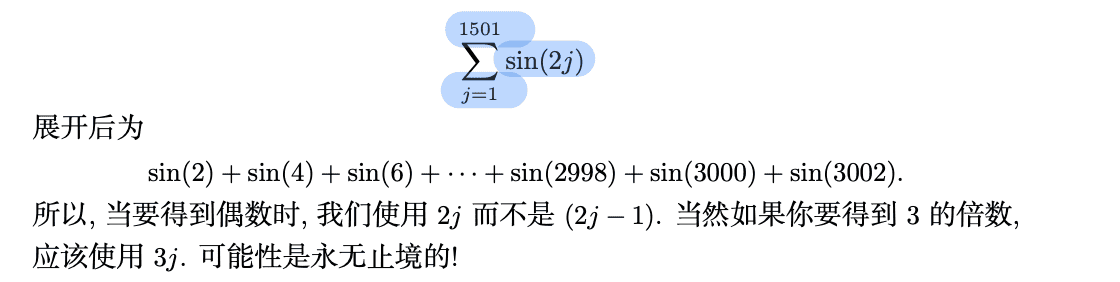 1501
∑ sin(2j)
j=1
展开后为
sin(2) + sin(4) + sin(6) + ··· + sin(2998) + sin(3000) + sin(3002).
所以, 当要得到偶数时, 我们使用 2j 而不是 (2j − 1). 当然如果你要得到 3 的倍数,
应该使用 3j. 可能性是永无止境的!